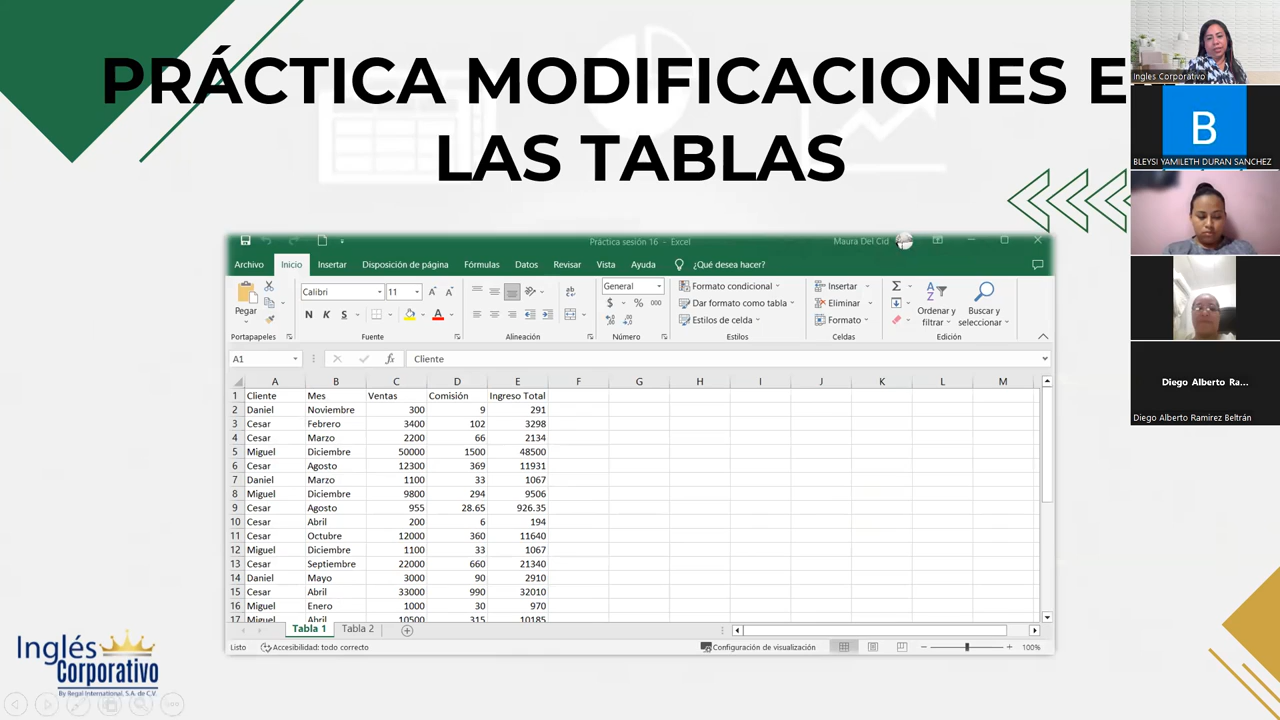 PRÁCTICA MODIFICACIONES E
LAS TABLAS
Práctica sesión 16 - Excel
Maura Del Cid
Archivo Inicio Insertar Disposición de página Fórmulas Datos Revisar Vista Ayuda ¿Qué desea hacer?
Pegar
Calibri 11
N K S
A
General
$ % 000
Formato condicional
Dar formato como tabla
Estilos de celda
Insertar
Eliminar
Formato
Ordenar y filtrar
Buscar y seleccionar
Portapapeles Fuente Alineación Número Estilos Celdas Edición
A1 fx Cliente
A B C D E F G H I J K L M
1 Cliente Mes Ventas Comisión Ingreso Total
2 Daniel Noviembre 300 9 291
3 Cesar Febrero 3400 102 3298
4 Cesar Marzo 2200 66 2134
5 Miguel Diciembre 50000 1500 48500
6 Cesar Agosto 12300 369 11931
7 Daniel Marzo 1100 33 1067
8 Miguel Diciembre 9800 294 9506
9 Cesar Agosto 955 28.65 926.35
10 Cesar Abril 200 6 194
11 Cesar Octubre 12000 360 11640
12 Miguel Diciembre 1100 33 1067
13 Cesar Septiembre 22000 660 21340
14 Daniel Mayo 3000 90 2910
15 Cesar Abril 33000 990 32010
16 Miguel Enero 1000 30 970
17 Miguel Abril 10500 315 10185
Tabla 1 Tabla 2
Listo Accesibilidad: todo correcto Configuración de visualización 100%
Inglés
Corporativo
By Regal International, S.A. de C.V.
Ingles Corporativo
B
BLEYSI YAMILETH DURAN SANCHEZ
Diego Alberto Ra...
Diego Alberto Ramirez Beltrán